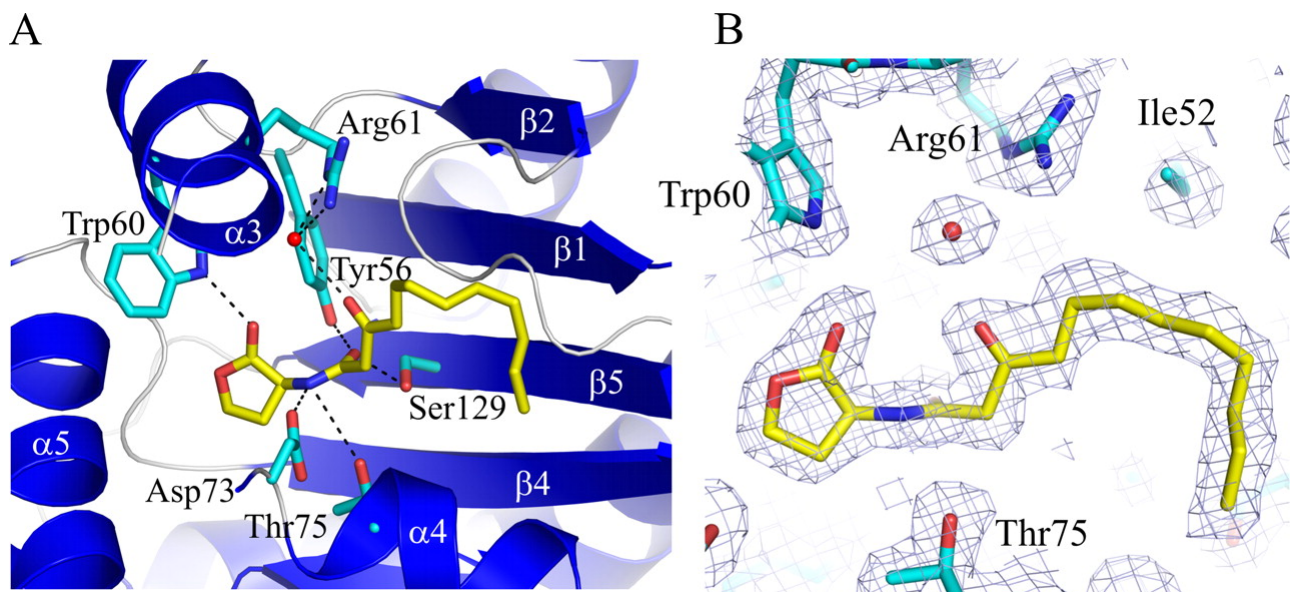 A
B
Arg61
β2
Trp60
α3
β1
Tyr56
β5
Ser129
α5
Asp73
β4
Thr75
α4
Ile52
Arg61
Trp60
Thr75